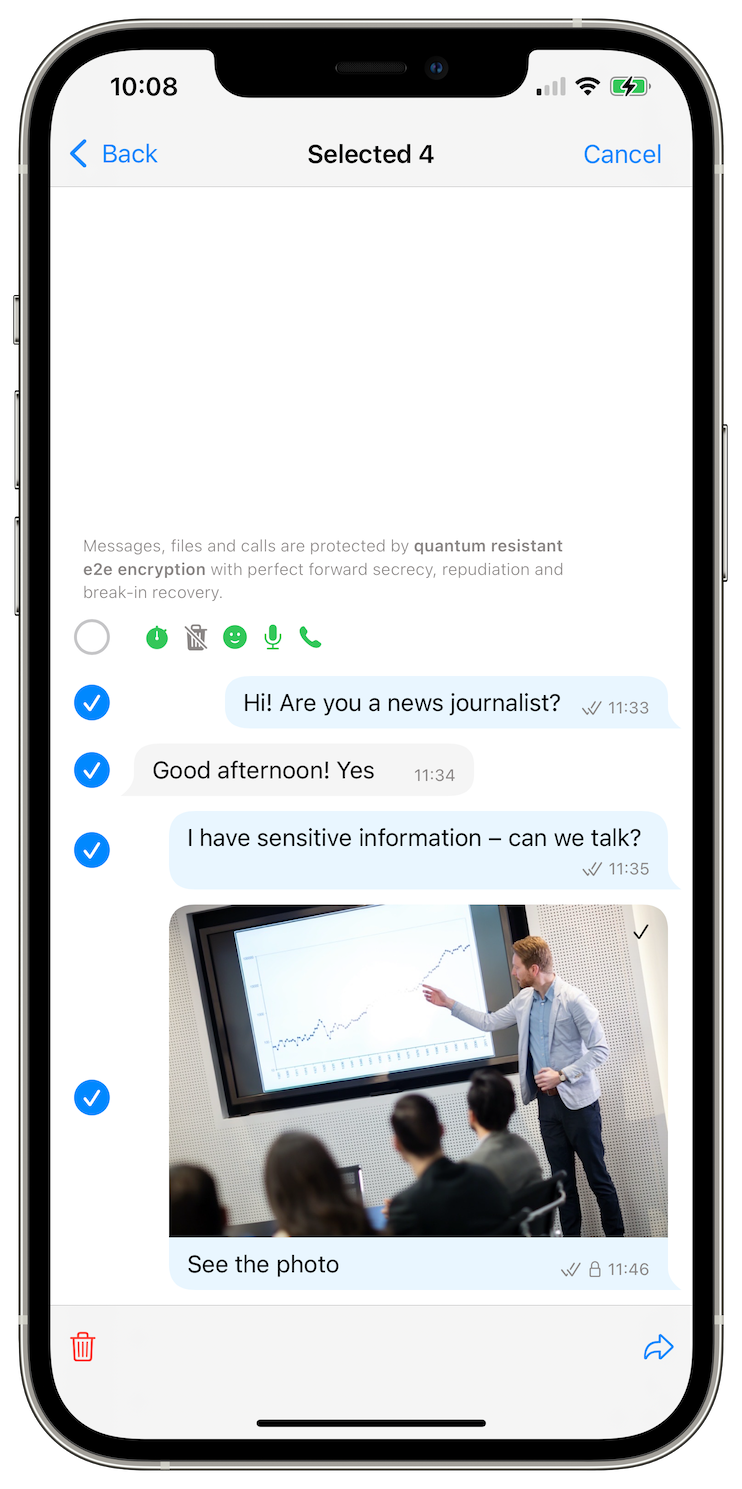 10:08
Back
Selected 4
Cancel
Messages, files and calls are protected by quantum resistant
e2e encryption with perfect forward secrecy, repudiation and
break-in recovery.
Hi! Are you a news journalist? 11:33
Good afternoon! Yes 11:34
I have sensitive information – can we talk?
11:35
See the photo 11:46